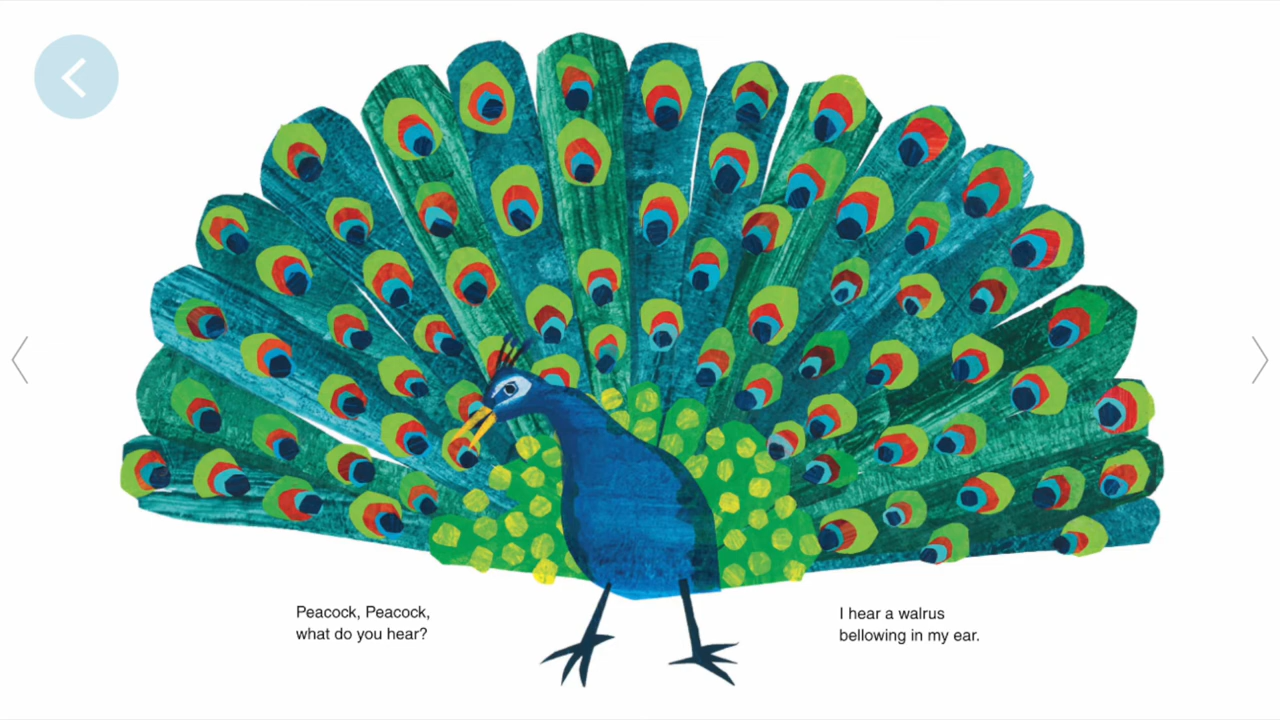 Peacock, Peacock,
what do you hear?
I hear a walrus
bellowing in my ear.